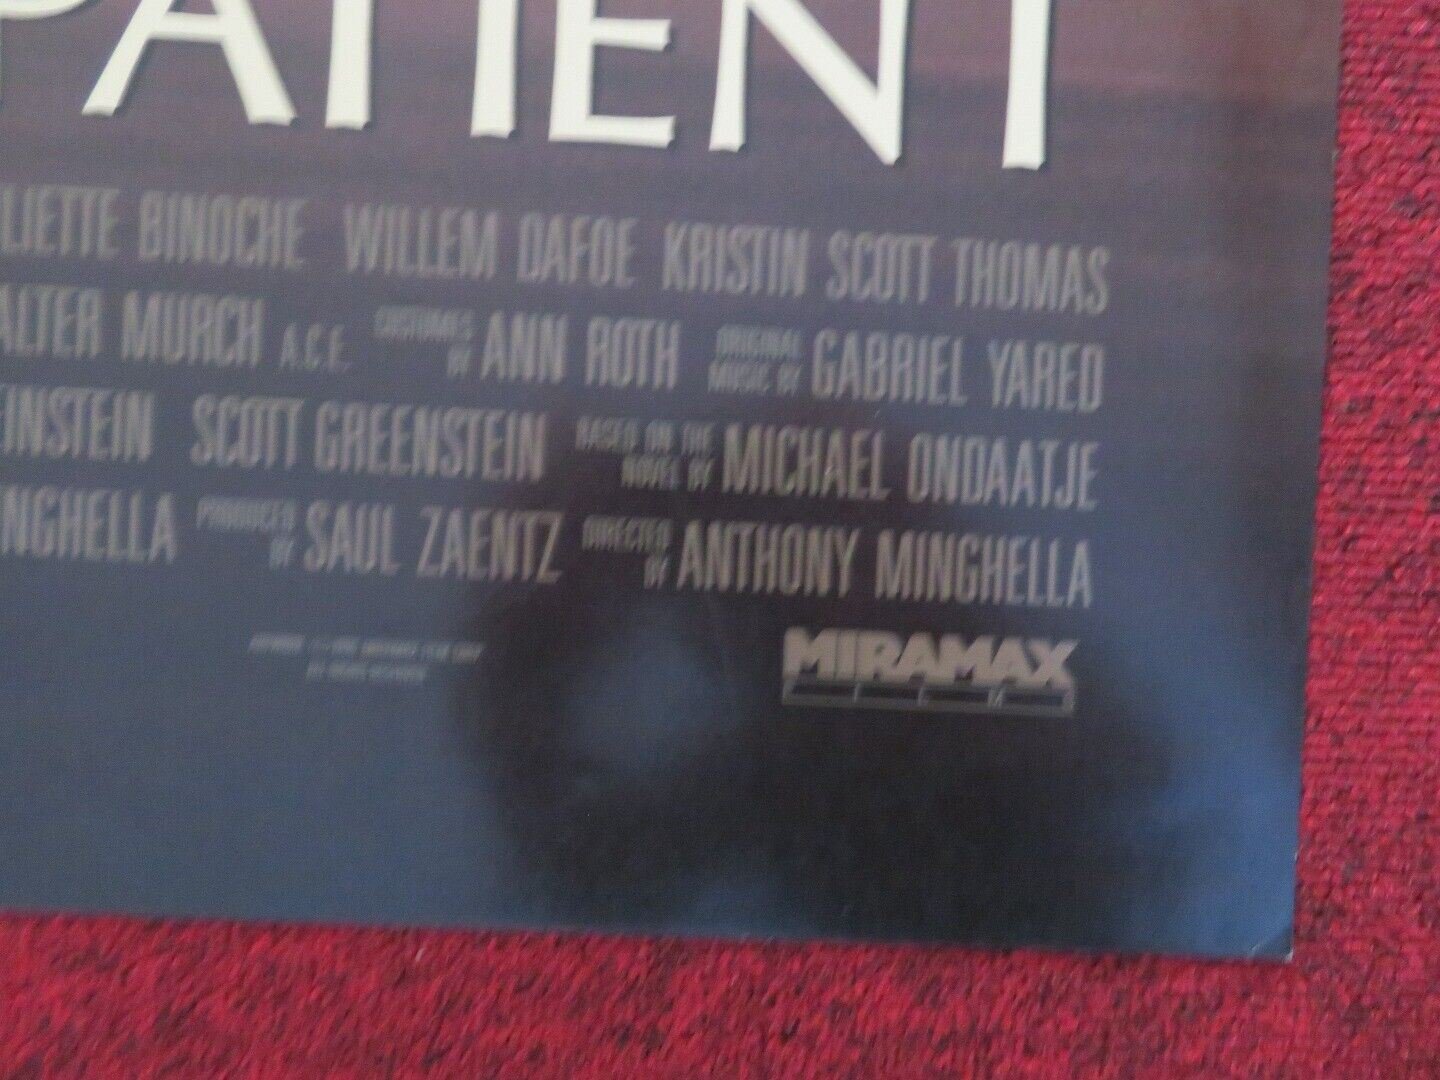 PATIENT
LIETTE BINOCHE WILLEM DAFOE KRISTIN SCOTT THOMAS
ALTER MURCH A.C.E. COSTUMES BY ANN ROTH ORIGINAL MUSIC BY GABRIEL YARED
EINSTEIN SCOTT GREENSTEIN BASED ON THE NOVEL BY MICHAEL ONDAATJE
NGHELLA PRODUCED BY SAUL ZAENTZ DIRECTED BY ANTHONY MINGHELLA
MIRAMAX
FILMS